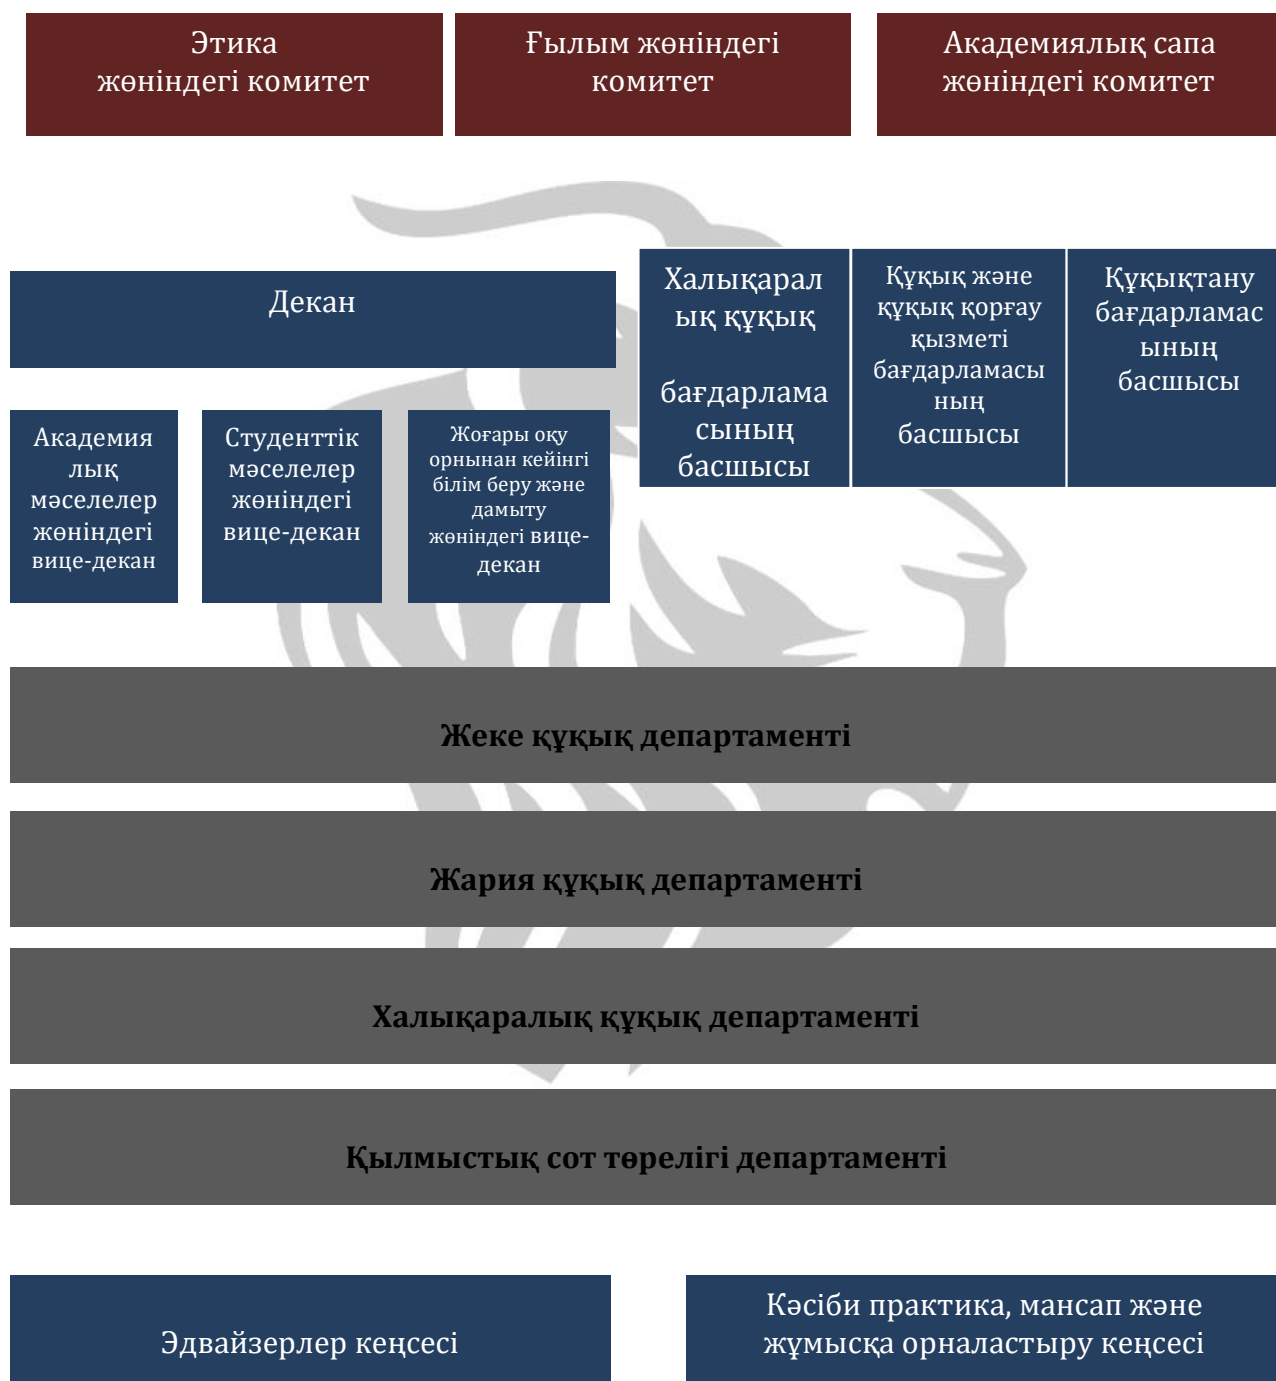 Этика
жөніндегі комитет
Ғылым жөніндегі
комитет
Академиялық сапа
жөніндегі комитет
Декан
Халықарал
ық құқық
бағдарлама
сының
басшысы
Құқық және
құқық қорғау
қызметі
бағдарламасы
ның
басшысы
Құқықтану
бағдарламас
ының
басшысы
Академия
лық
мәселелер
жөніндегі
вице-декан
Студенттік
мәселелер
жөніндегі
вице-декан
Жоғары оқу
орнынан кейінгі
білім беру және
дамыту
жөніндегі вице-
декан
Жеке құқық департаменті
Жария құқық департаменті
Халықаралық құқық департаменті
Қылмыстық сот төрелігі департаменті
Эдвайзерлер кеңсесі
Кәсіби практика, мансап және
жұмысқа орналастыру кеңсесі